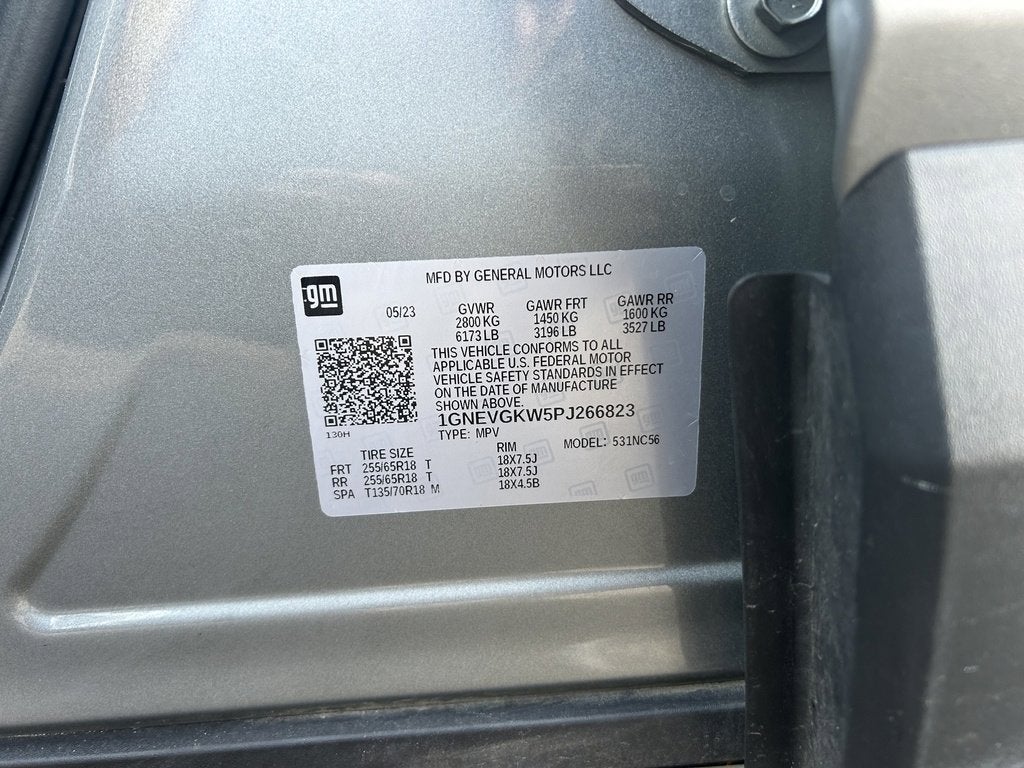 gm
MFD BY GENERAL MOTORS LLC
05/23 GVWR GAWR FRT GAWR RR
2800 KG 1450 KG 1600 KG
6173 LB 3196 LB 3527 LB
THIS VEHICLE CONFORMS TO ALL
APPLICABLE U.S. FEDERAL MOTOR
VEHICLE SAFETY STANDARDS IN EFFECT
ON THE DATE OF MANUFACTURE
SHOWN ABOVE.
1GNEVGKW5PJ266823
130H
TYPE: MPV MODEL: 531NC56
TIRE SIZE RIM
FRT 255/65R18 T 18X7.5J
RR 255/65R18 T 18X7.5J
SPA T135/70R18 M 18X4.5B